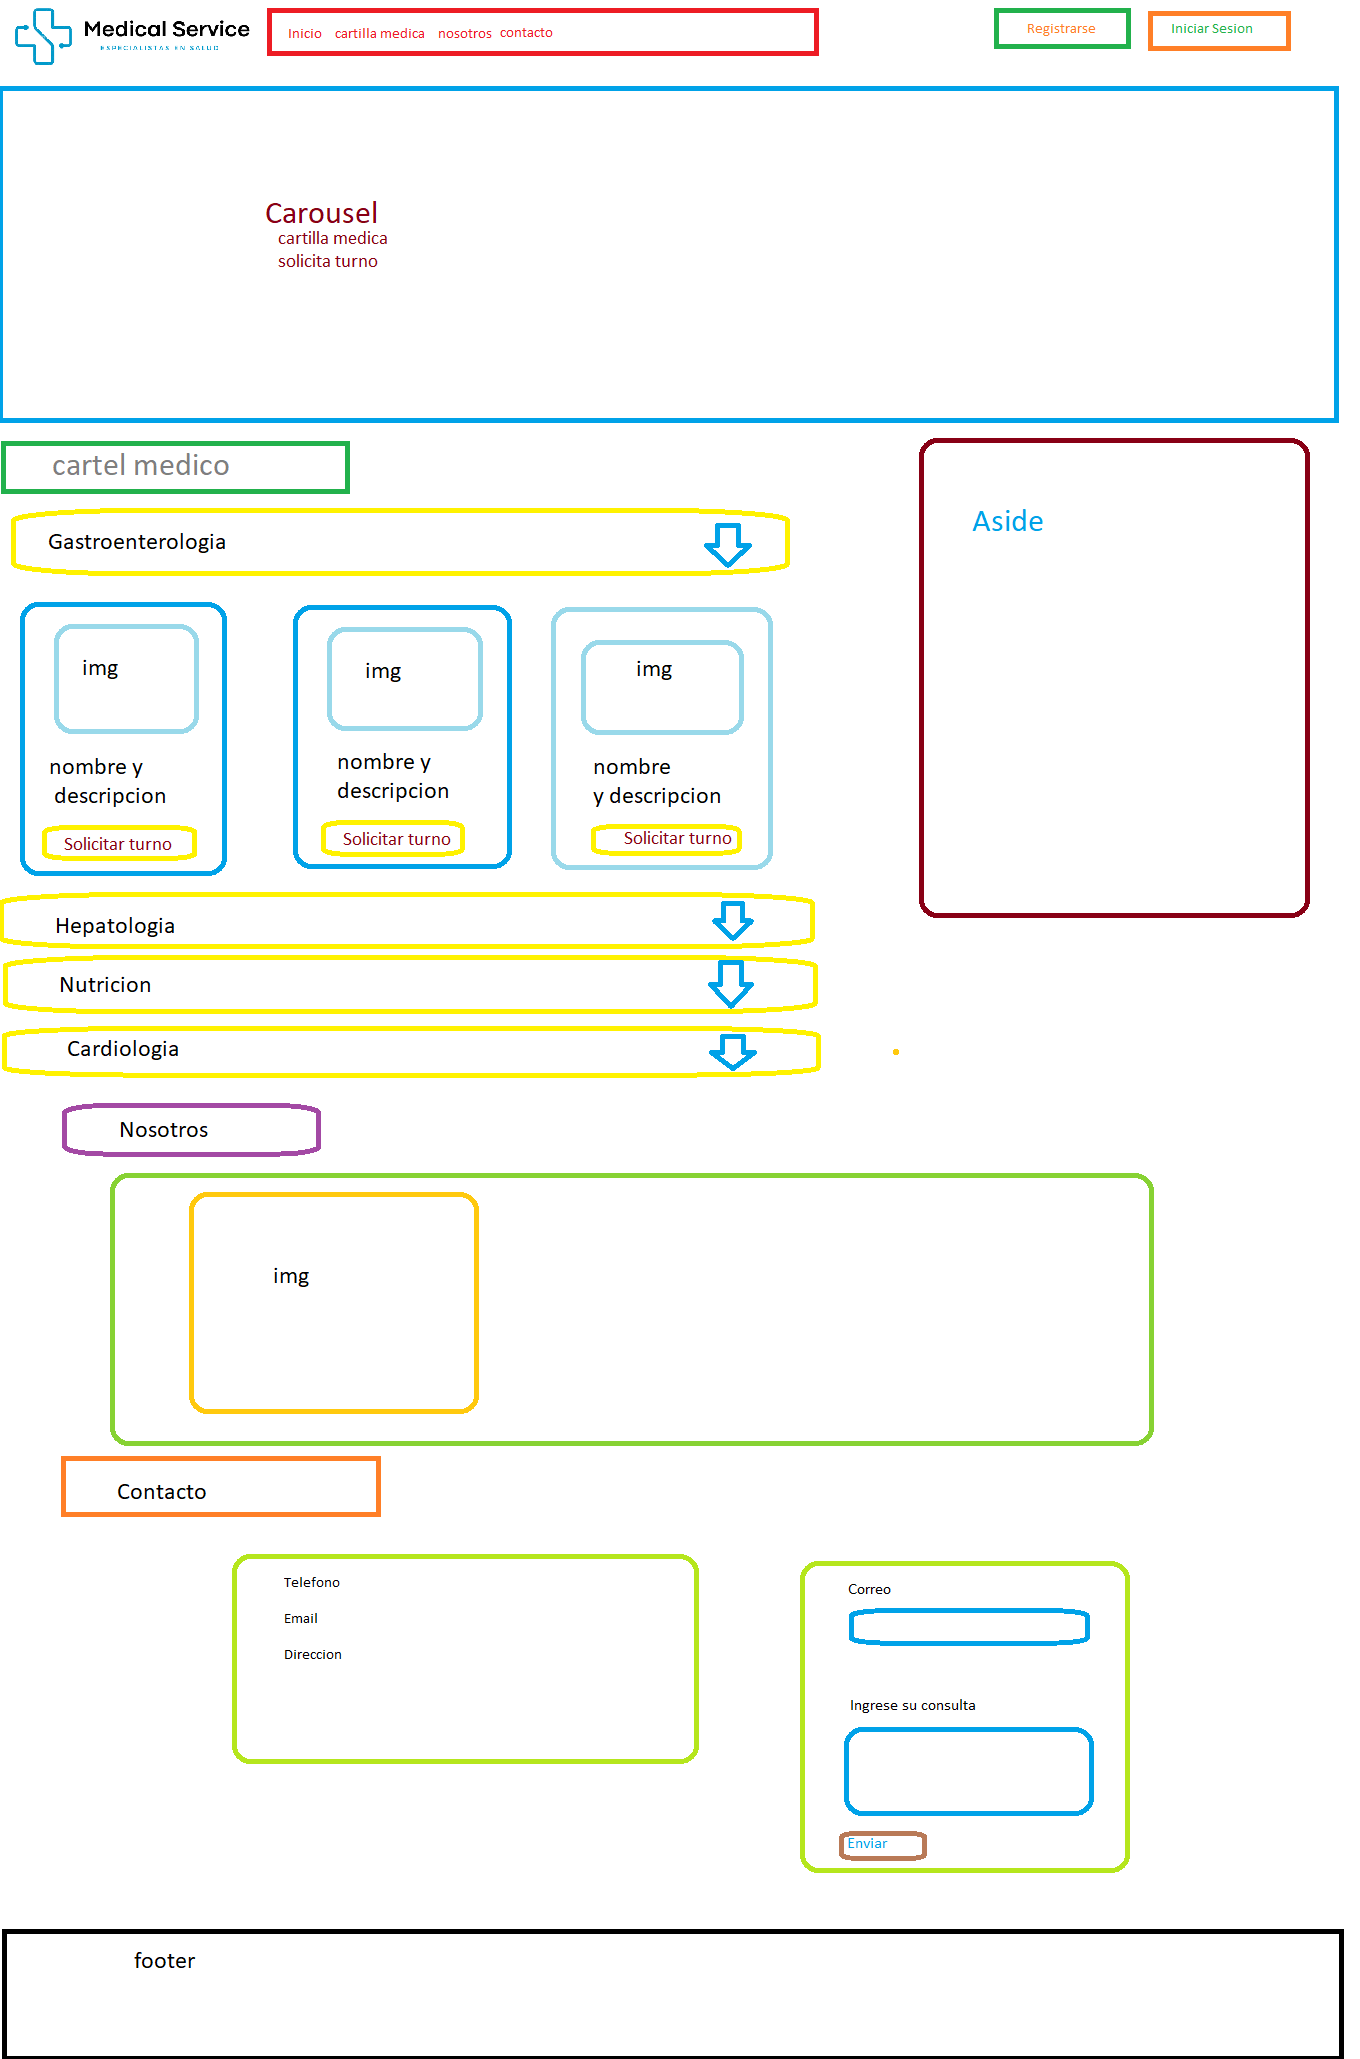 Medical Service
ESPECIALISTAS EN SALUD
Inicio cartilla medica nosotros contacto
Registrarse
Iniciar Sesion
Carousel
cartilla medica
solicita turno
cartel medico
Aside
Gastroenterologia
img
nombre y
descripcion
Solicitar turno
img
nombre y
descripcion
Solicitar turno
img
nombre
y descripcion
Solicitar turno
Hepatologia
Nutricion
Cardiologia
Nosotros
img
Contacto
Telefono
Email
Direccion
Correo
Ingrese su consulta
Enviar
footer